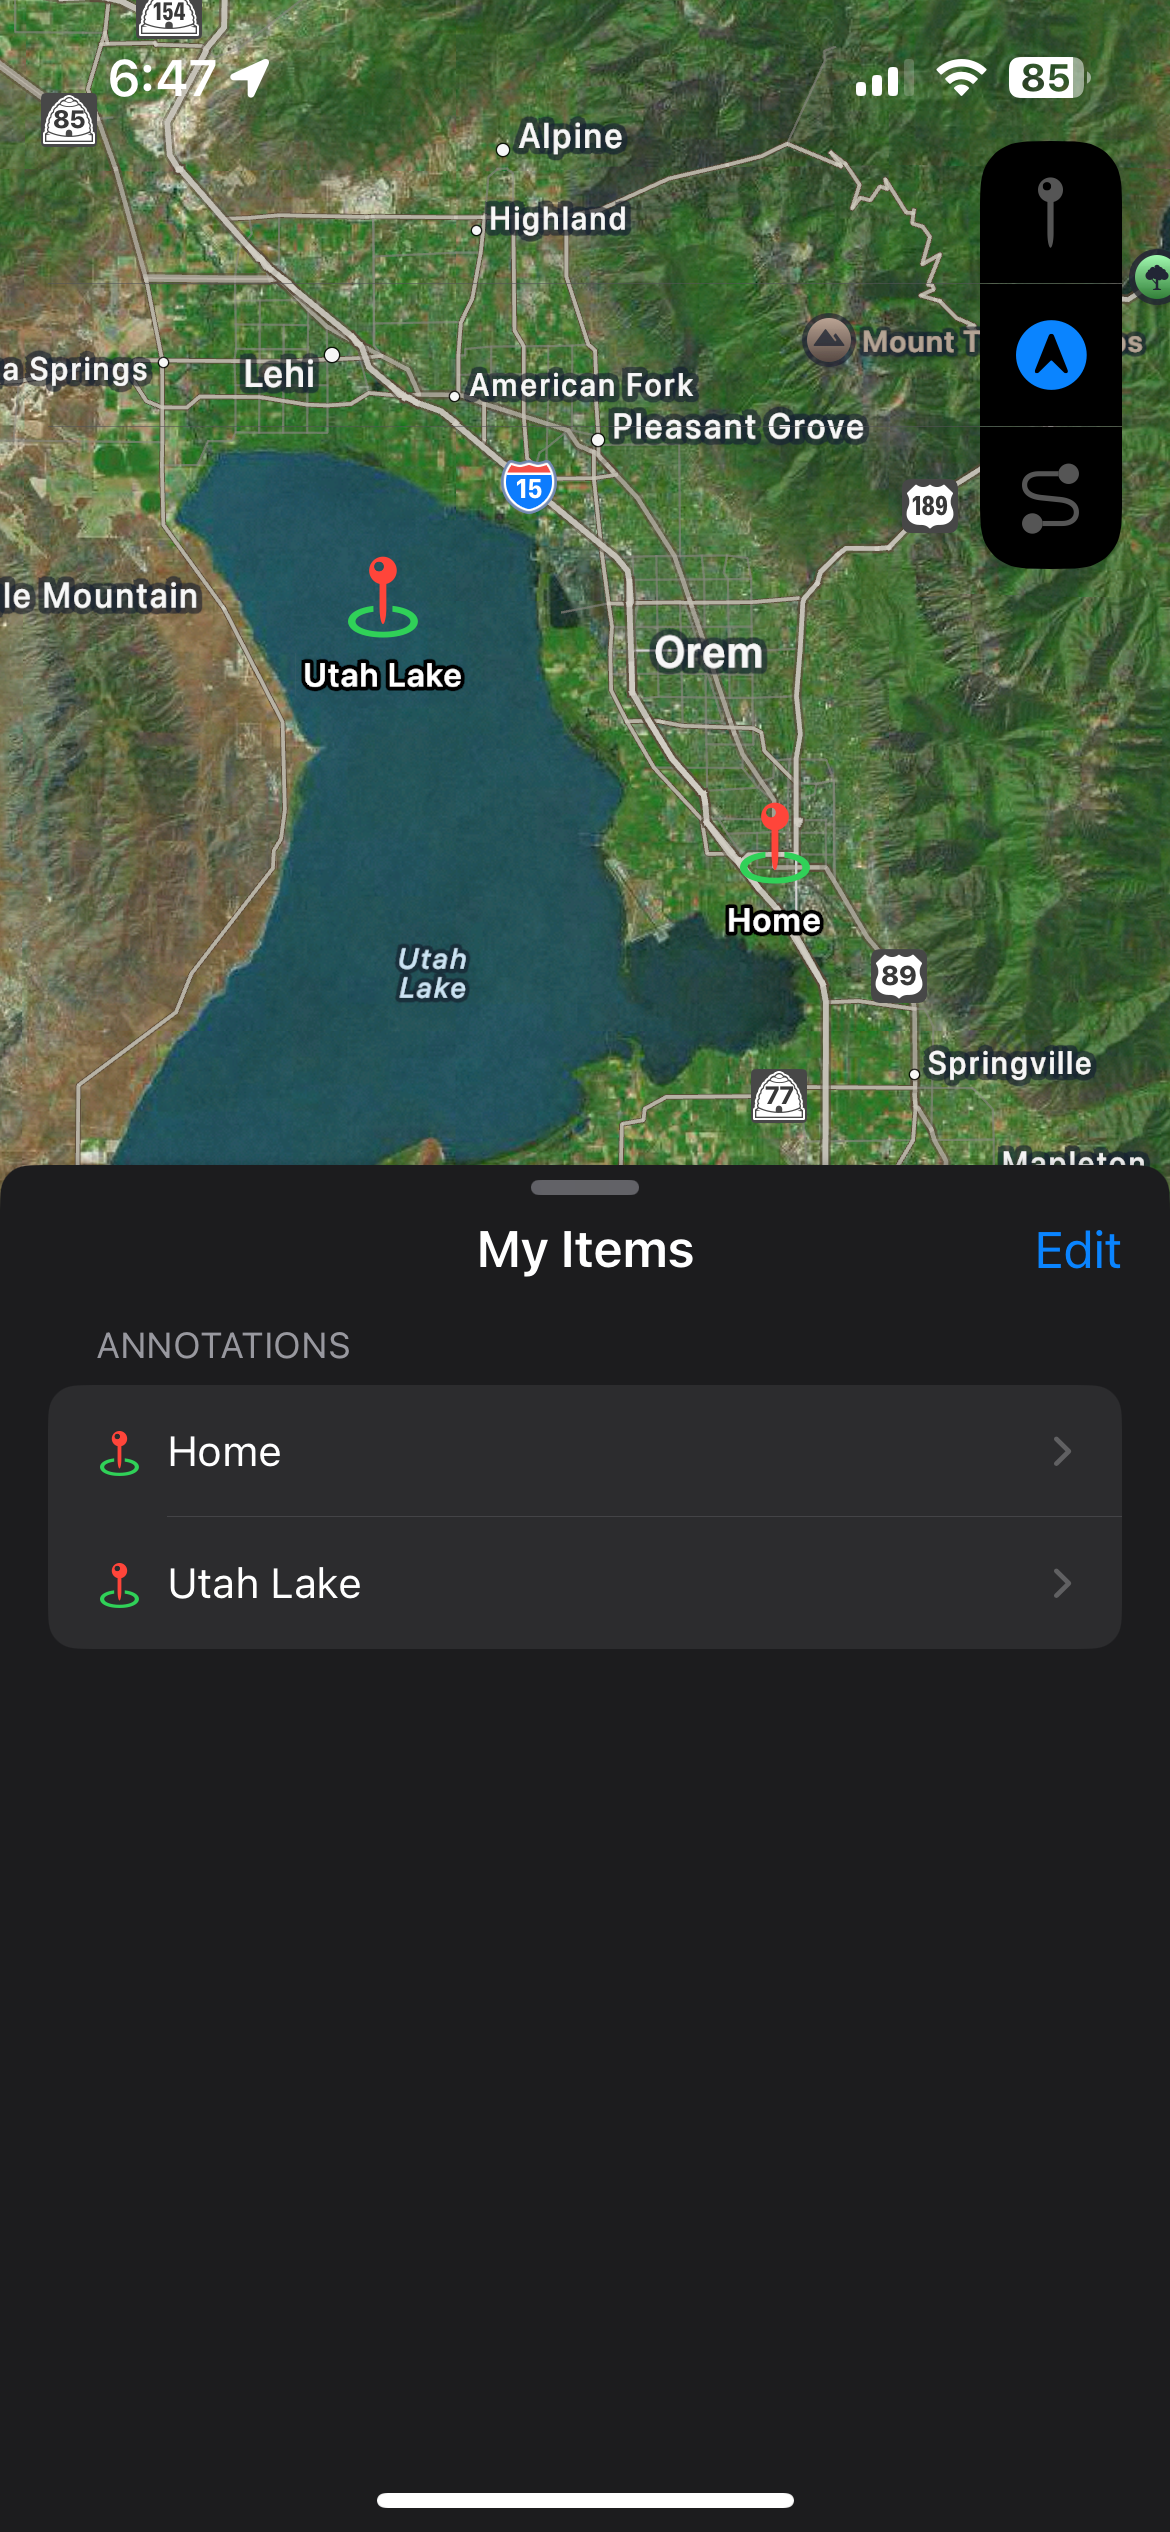 154
6:47
85
85
Alpine
Highland
Mount T
os
a Springs
Lehi
American Fork
Pleasant Grove
15
189
le Mountain
Orem
Utah Lake
Home
Utah
Lake
89
Springville
77
Mapleton
My Items
Edit
ANNOTATIONS
Home
Utah Lake